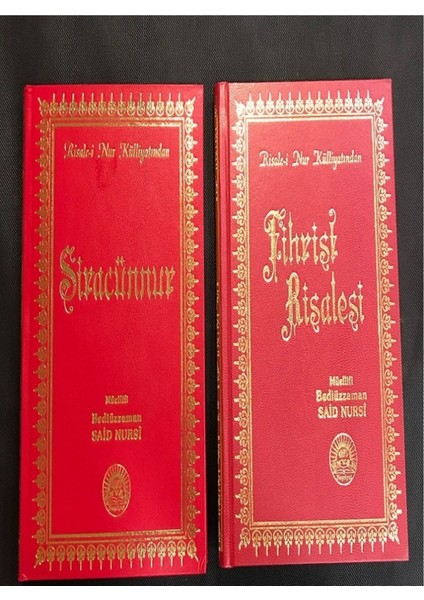 Risale-i Nur Külliyatından
Siracünnur
Müellifi
Bediüzzaman
SAİD NURSİ
Risale-i Nur Külliyatından
Fihrist
Risalesi
Müellifi
Bediüzzaman
SAİD NURSİ